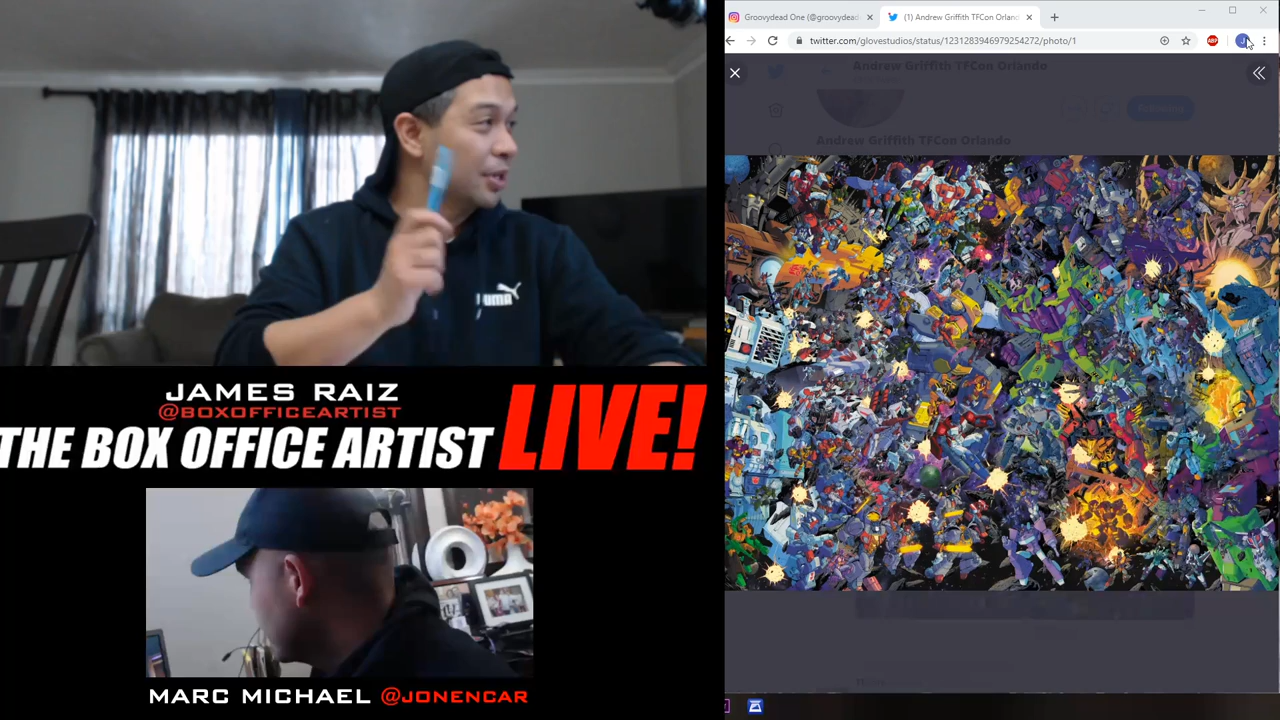 Groovydead One (@groovydead
(1) Andrew Griffith TFCon Orland
twitter.com/glovestudios/status/1231283946979254272/photo/1
ABP
J
Andrew Griffith TFCon Orlando
Andrew Griffith TFCon Orlando
PUMA
JAMES RAIZ
@BOXOFFICEARTIST
THE BOX OFFICE ARTIST LIVE!
MARC MICHAEL @JONENCAR